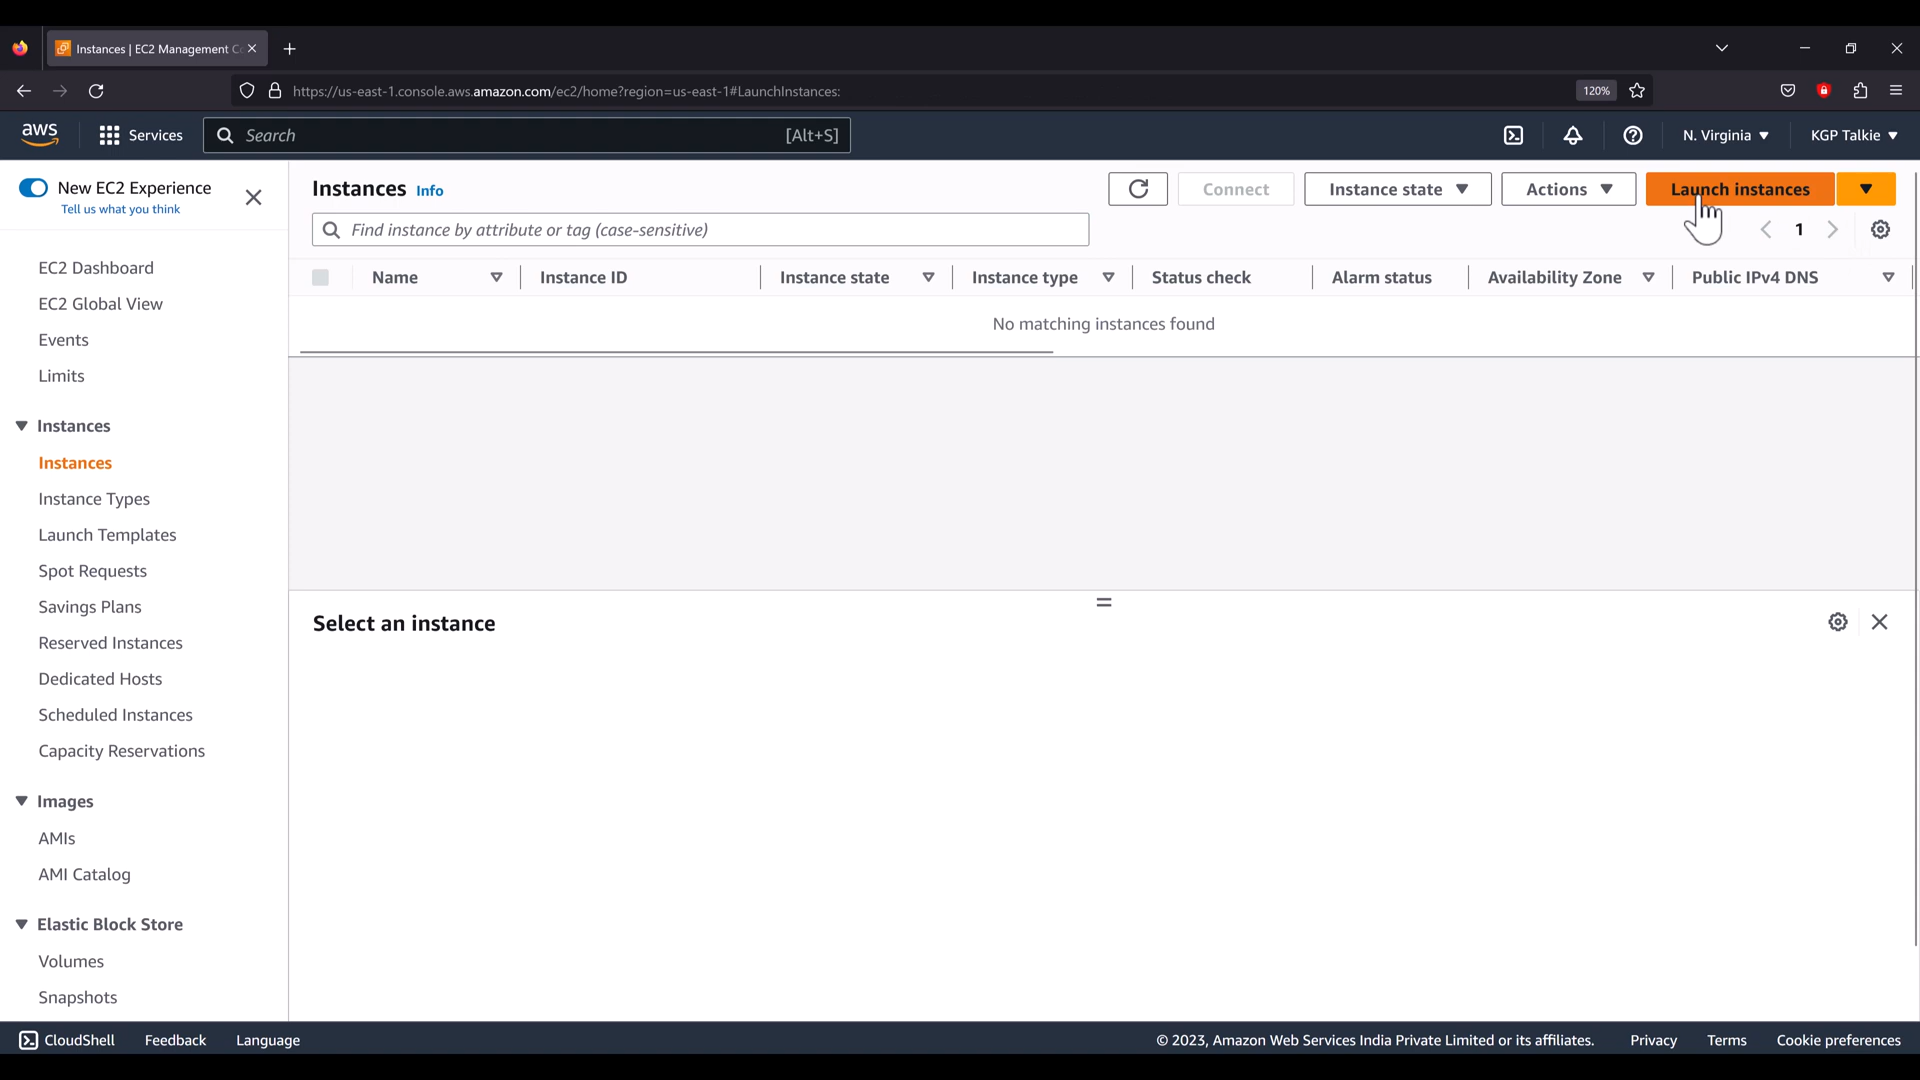 Instances | EC2 Management C
https://us-east-1.console.aws.amazon.com/ec2/home?region=us-east-1#LaunchInstances:
120%
aws
Services
Search
[Alt+S]
N. Virginia
KGP Talkie
New EC2 Experience
Tell us what you think
EC2 Dashboard
EC2 Global View
Events
Limits
Instances
Instances
Instance Types
Launch Templates
Spot Requests
Savings Plans
Reserved Instances
Dedicated Hosts
Scheduled Instances
Capacity Reservations
Images
AMIs
AMI Catalog
Elastic Block Store
Volumes
Snapshots
Instances Info
Connect
Instance state
Actions
Launch instances
Find instance by attribute or tag (case-sensitive)
1
Name
Instance ID
Instance state
Instance type
Status check
Alarm status
Availability Zone
Public IPv4 DNS
No matching instances found
Select an instance
CloudShell
Feedback
Language
© 2023, Amazon Web Services India Private Limited or its affiliates.
Privacy
Terms
Cookie preferences